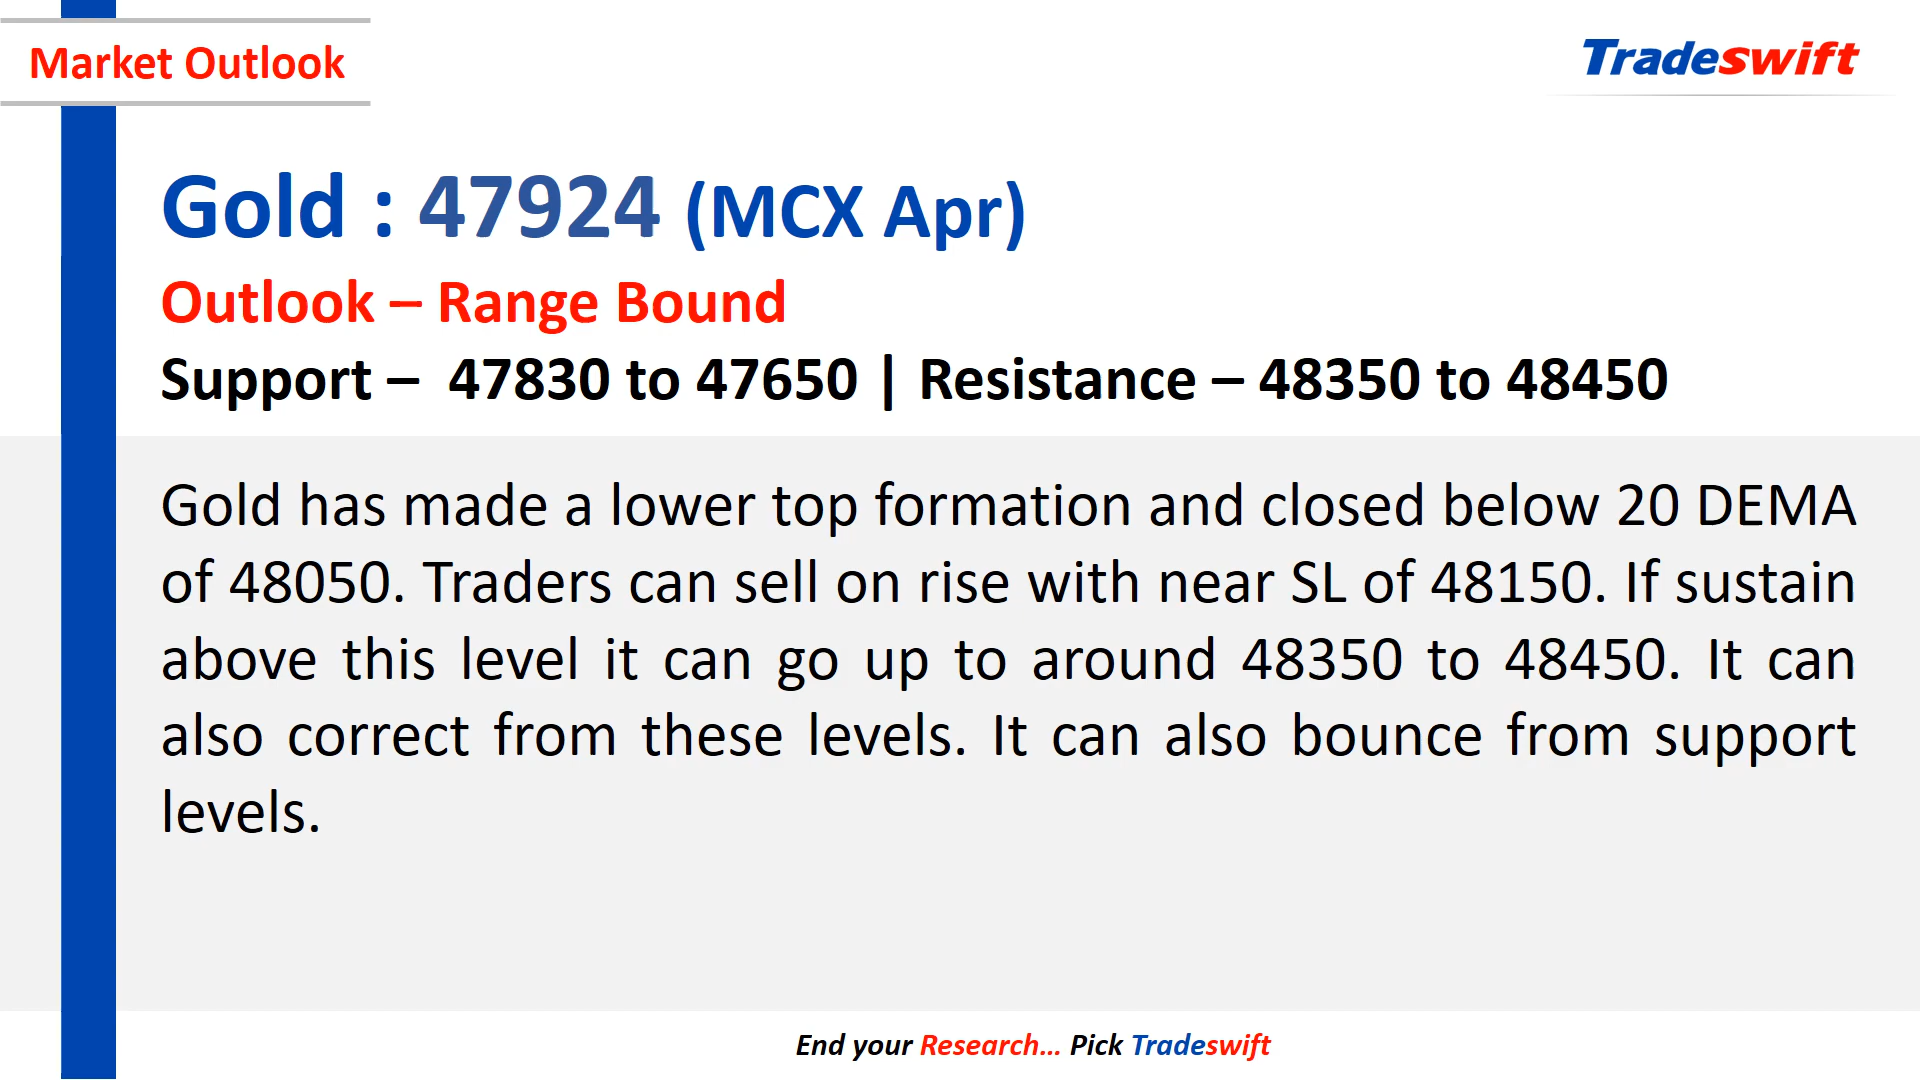 Market Outlook
Tradeswift
Gold : 47924 (MCX Apr)
Outlook – Range Bound
Support –  47830 to 47650 | Resistance – 48350 to 48450
Gold has made a lower top formation and closed below 20 DEMA
of 48050. Traders can sell on rise with near SL of 48150. If sustain
above this level it can go up to around 48350 to 48450. It can
also correct from these levels. It can also bounce from support
levels.
End your Research... Pick Tradeswift